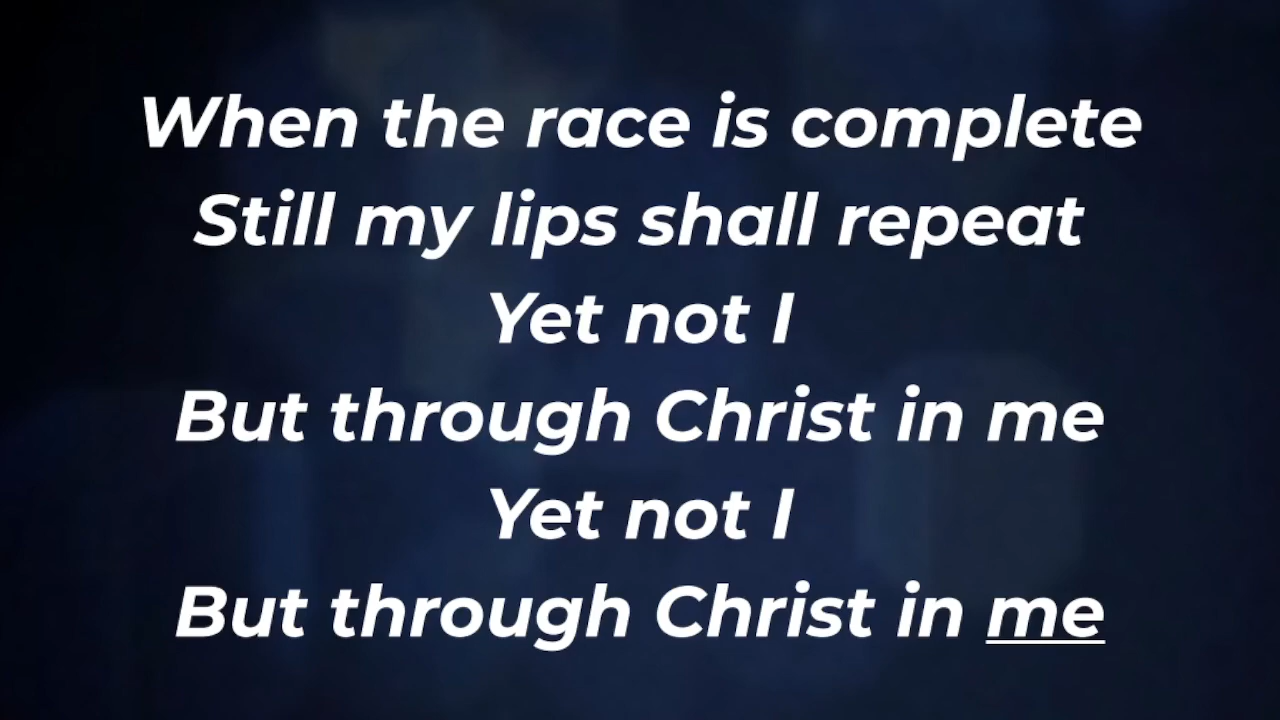 When the race is complete
Still my lips shall repeat
Yet not I
But through Christ in me
Yet not I
But through Christ in me